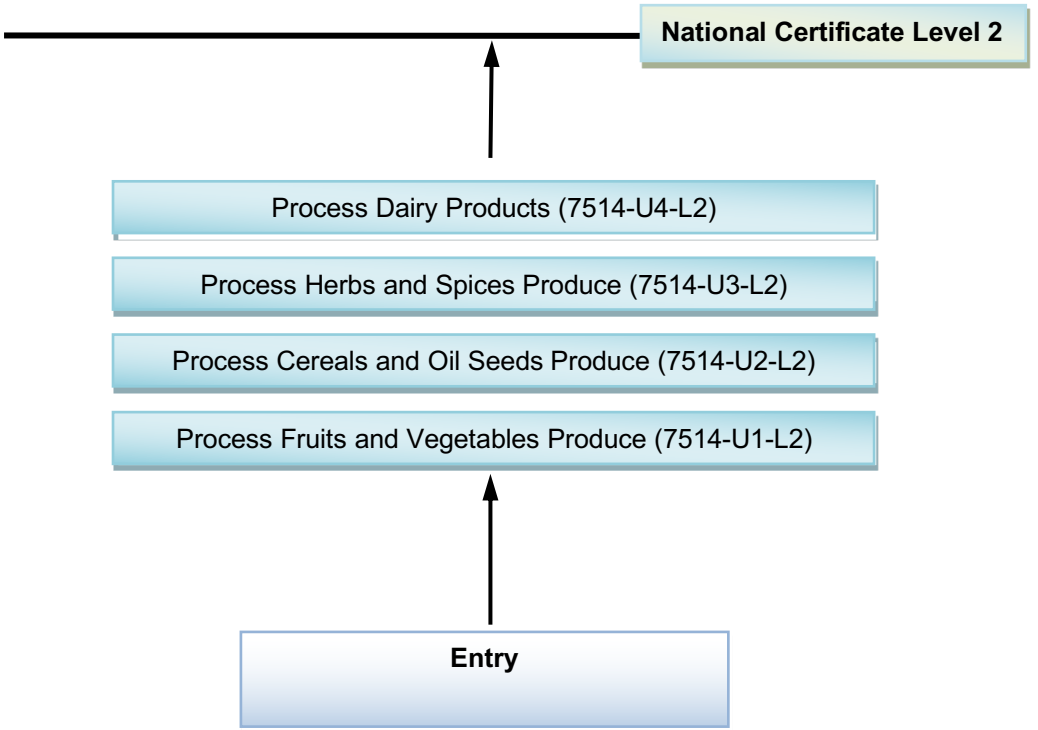 National Certificate Level 2
Process Dairy Products (7514-U4-L2)
Process Herbs and Spices Produce (7514-U3-L2)
Process Cereals and Oil Seeds Produce (7514-U2-L2)
Process Fruits and Vegetables Produce (7514-U1-L2)
Entry